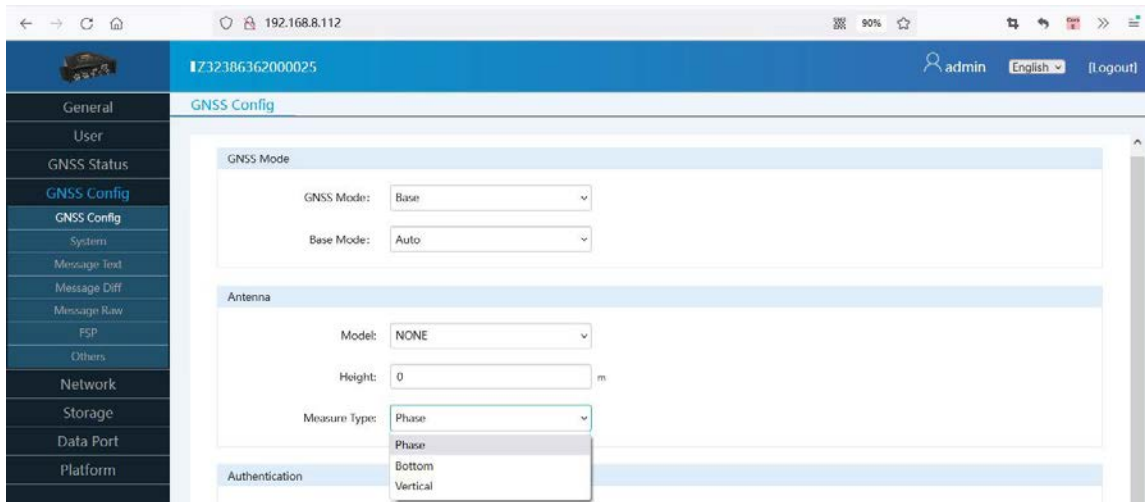 192.168.8.112
90%
Z32386362000025
admin
English
[Logout]
General
User
GNSS Status
GNSS Config
GNSS Config
System
Message Text
Message Diff
Message Raw
FSP
Others
Network
Storage
Data Port
Platform
GNSS Config
GNSS Mode
GNSS Mode: Base
Base Mode: Auto
Antenna
Model: NONE
Height: 0 m
Measure Type: Phase
Phase
Bottom
Vertical
Authentication